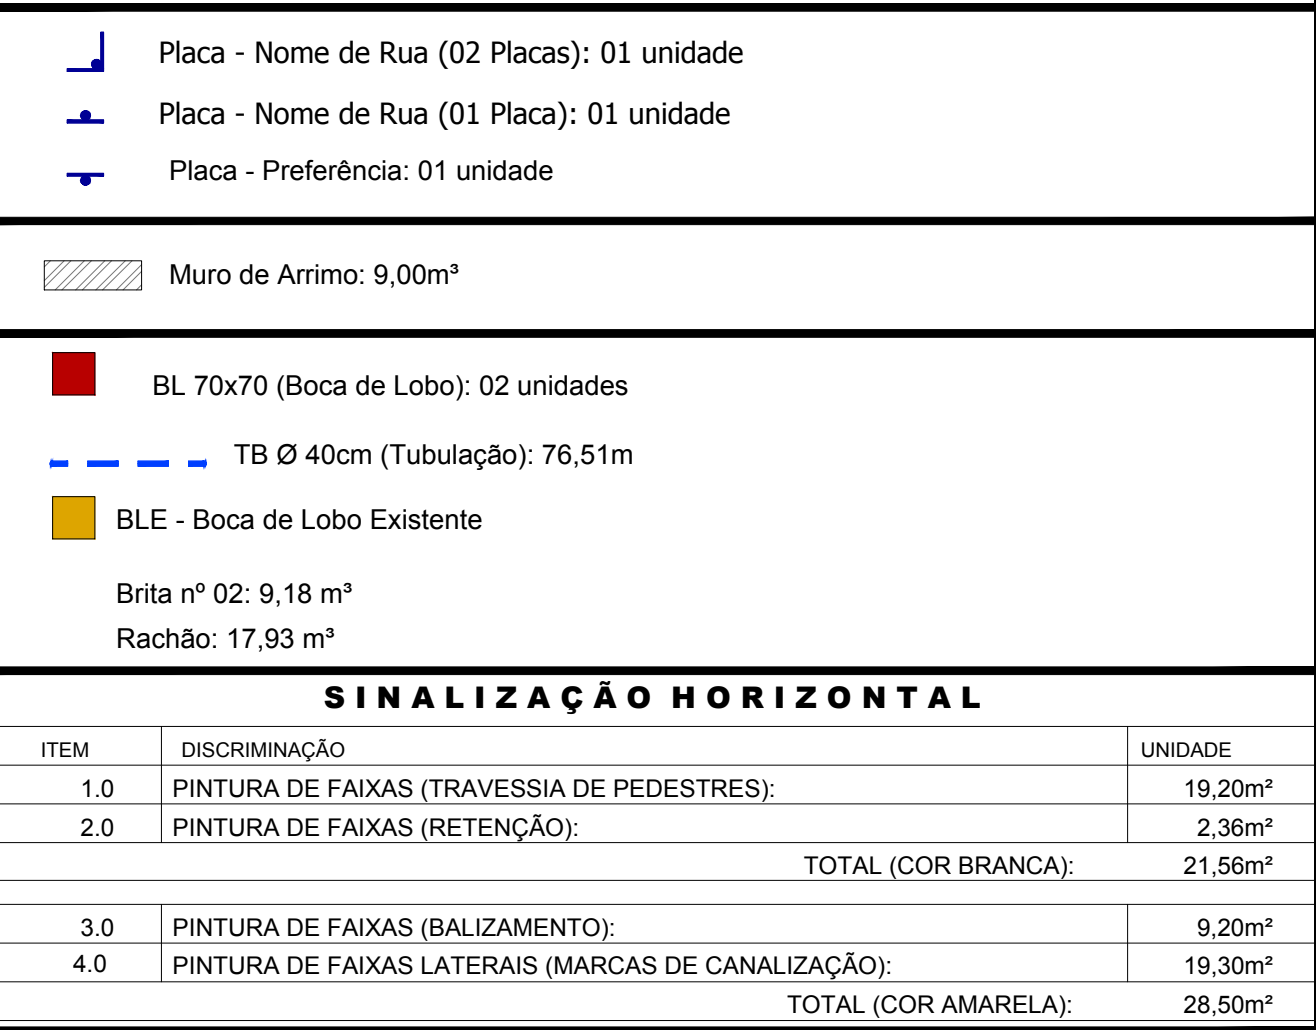 Placa - Nome de Rua (02 Placas): 01 unidade
Placa - Nome de Rua (01 Placa): 01 unidade
Placa - Preferência: 01 unidade
Muro de Arrimo: 9,00m³
BL 70x70 (Boca de Lobo): 02 unidades
TB Ø 40cm (Tubulação): 76,51m
BLE - Boca de Lobo Existente
Brita nº 02: 9,18 m³
Rachão: 17,93 m³
SINALIZAÇÃO HORIZONTAL
ITEM DISCRIMINAÇÃO UNIDADE
1.0 PINTURA DE FAIXAS (TRAVESSIA DE PEDESTRES): 19,20m²
2.0 PINTURA DE FAIXAS (RETENÇÃO): 2,36m²
TOTAL (COR BRANCA): 21,56m²
3.0 PINTURA DE FAIXAS (BALIZAMENTO): 9,20m²
4.0 PINTURA DE FAIXAS LATERAIS (MARCAS DE CANALIZAÇÃO): 19,30m²
TOTAL (COR AMARELA): 28,50m²